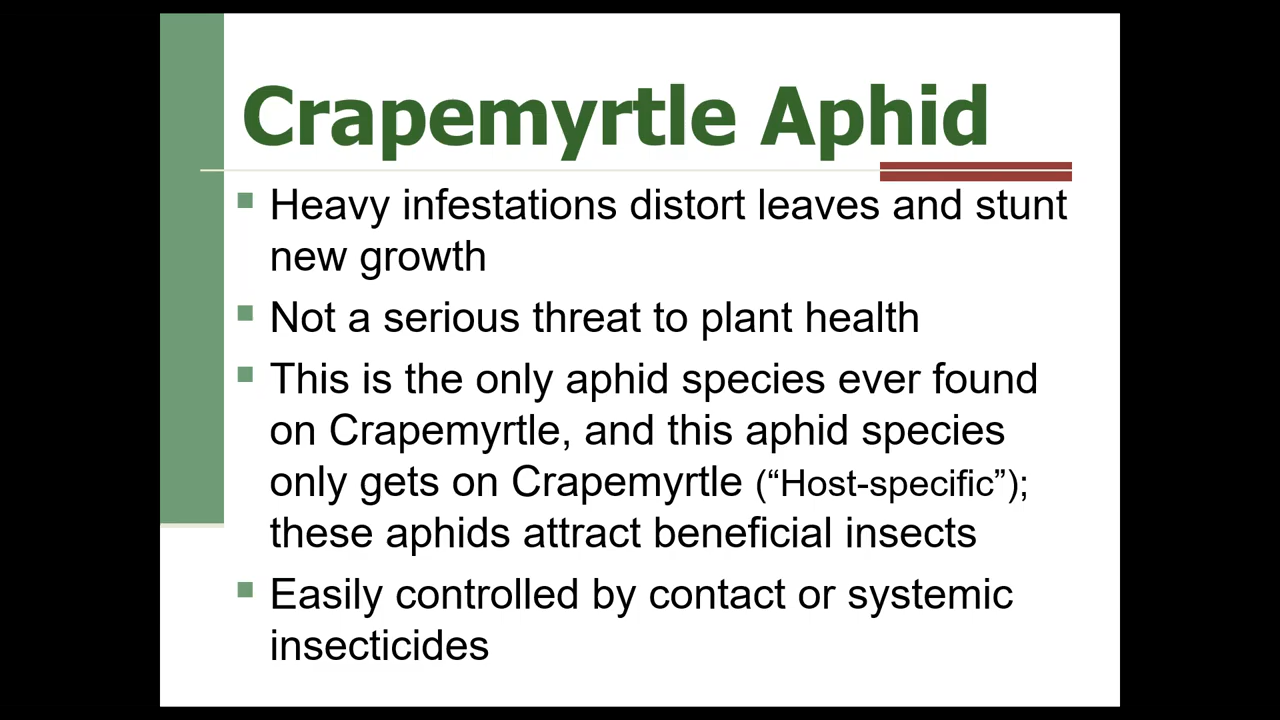 Crapemyrtle Aphid
Heavy infestations distort leaves and stunt
new growth
Not a serious threat to plant health
This is the only aphid species ever found
on Crapemyrtle, and this aphid species
only gets on Crapemyrtle (“Host-specific”);
these aphids attract beneficial insects
Easily controlled by contact or systemic
insecticides